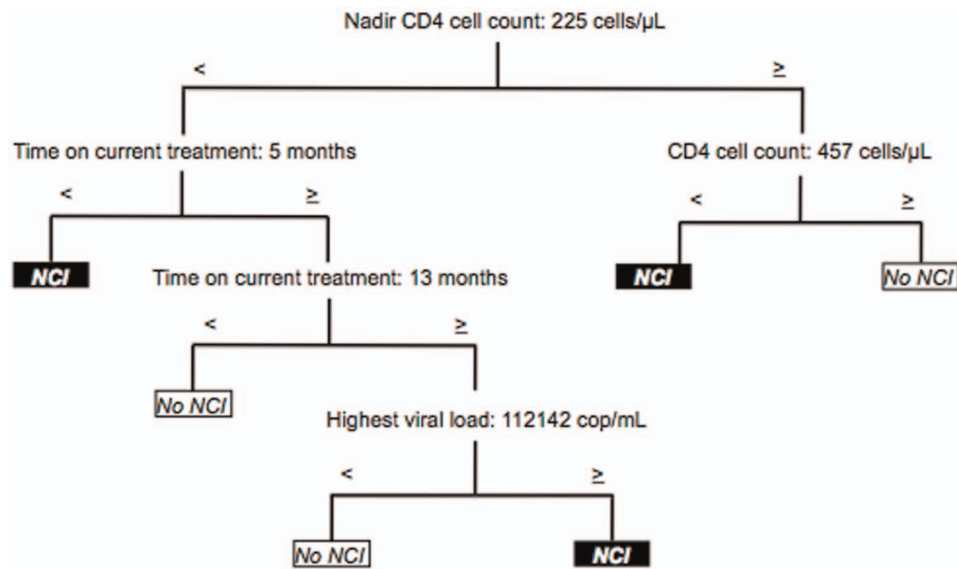 Nadir CD4 cell count: 225 cells/µL
< ≥
Time on current treatment: 5 months
CD4 cell count: 457 cells/µL
< ≥
< ≥
NCI
Time on current treatment: 13 months
NCI
No NCI
< ≥
No NCI
Highest viral load: 112142 cop/mL
< ≥
No NCI
NCI